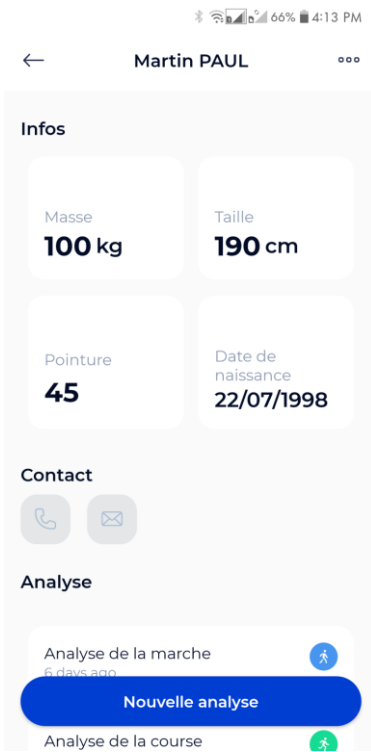 66% 4:13 PM
Martin PAUL
Infos
Masse
100 kg
Taille
190 cm
Pointure
45
Date de
naissance
22/07/1998
Contact
Analyse
Analyse de la marche
6 days ago
Nouvelle analyse
Analyse de la course